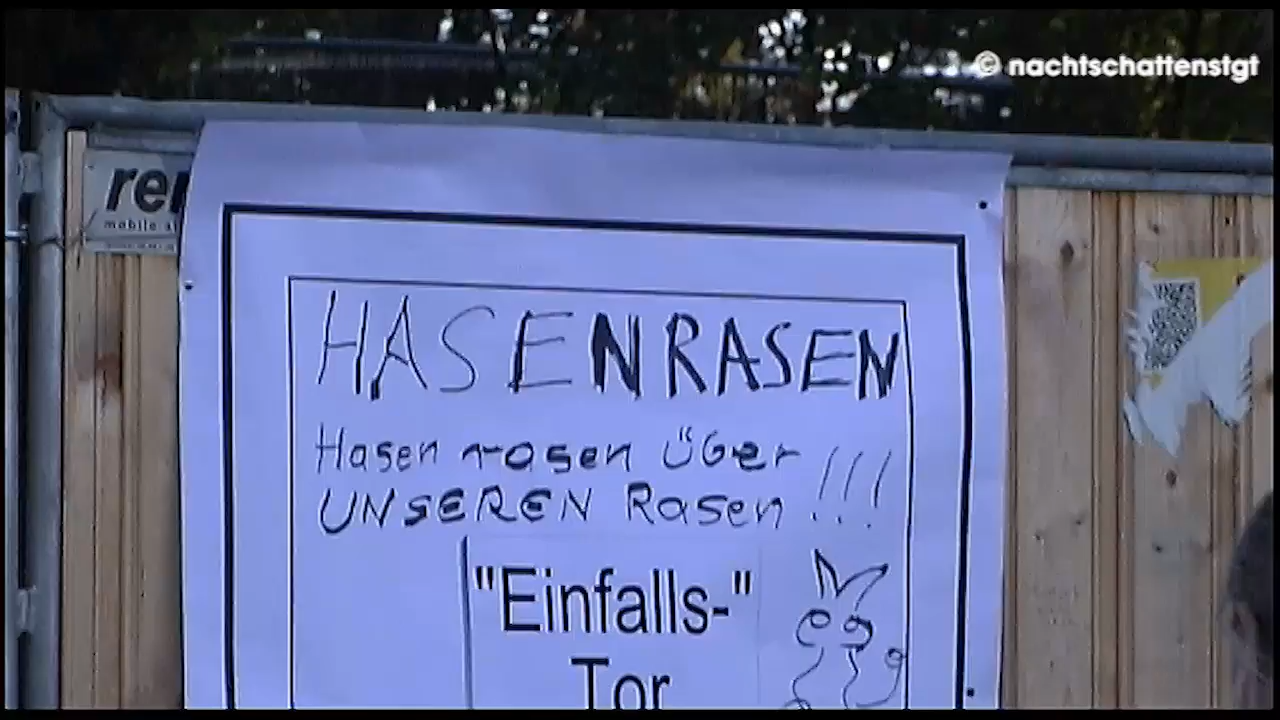 © nachtschattenstgt
HASENRASEN
Hasen rasen über
UNSEREN Rasen !!!
"Einfalls-"
Tor